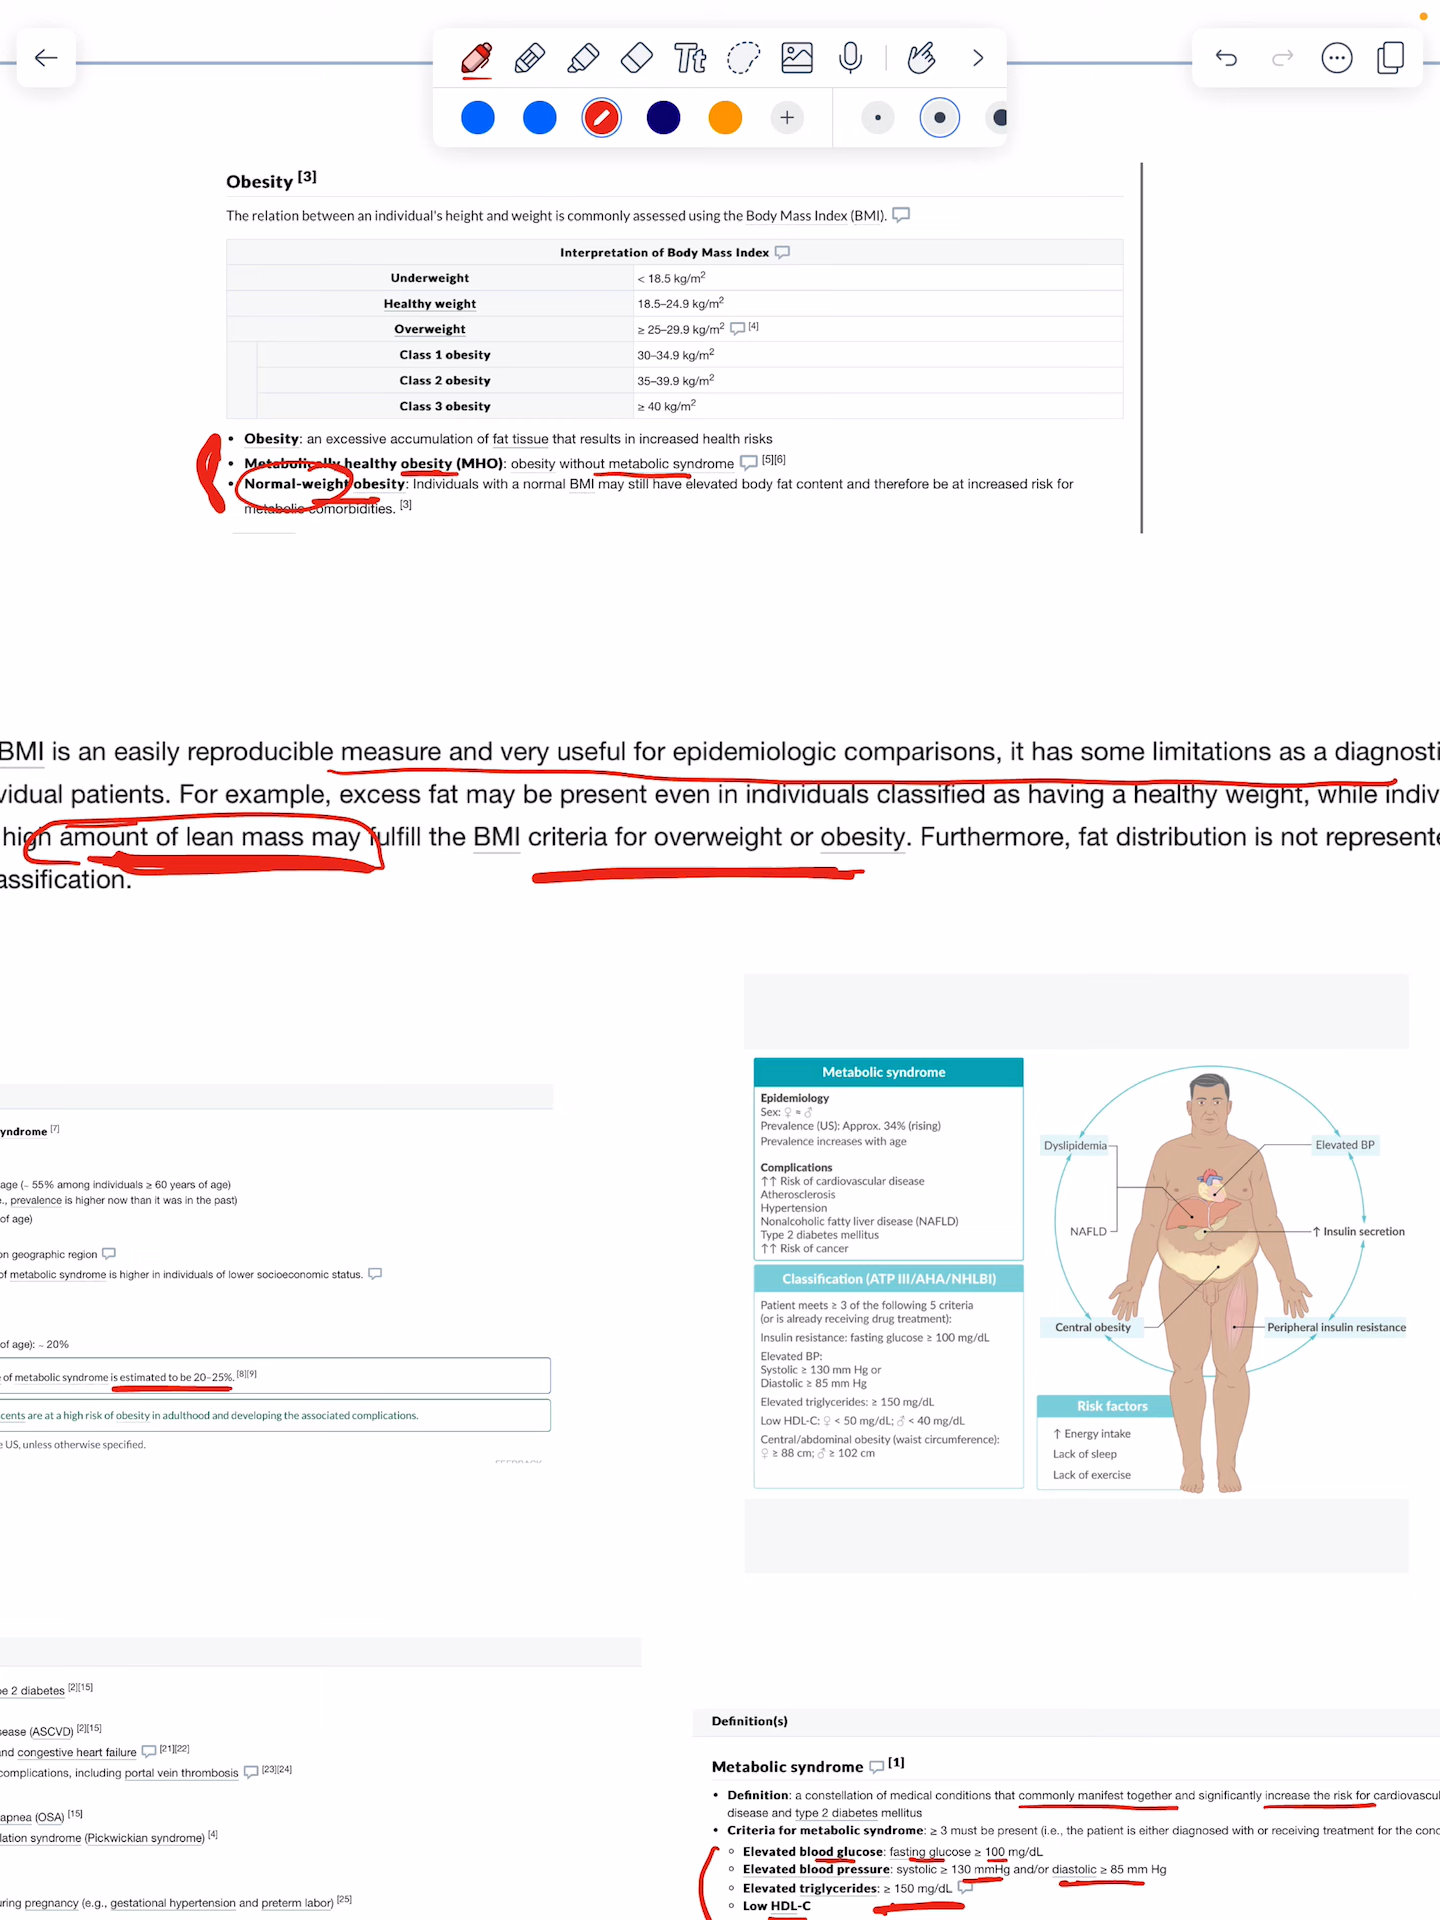 Tt
Obesity [3]
The relation between an individual's height and weight is commonly assessed using the Body Mass Index (BMI).
Interpretation of Body Mass Index
Underweight < 18.5 kg/m²
Healthy weight 18.5–24.9 kg/m²
Overweight ≥ 25–29.9 kg/m² [4]
Class 1 obesity 30–34.9 kg/m²
Class 2 obesity 35–39.9 kg/m²
Class 3 obesity ≥ 40 kg/m²
• Obesity: an excessive accumulation of fat tissue that results in increased health risks
• Metabolically healthy obesity (MHO): obesity without metabolic syndrome [5][6]
• Normal-weight obesity: Individuals with a normal BMI may still have elevated body fat content and therefore be at increased risk for
metabolic comorbidities. [3]
BMI is an easily reproducible measure and very useful for epidemiologic comparisons, it has some limitations as a diagnosti
vidual patients. For example, excess fat may be present even in individuals classified as having a healthy weight, while indiv
high amount of lean mass may fulfill the BMI criteria for overweight or obesity. Furthermore, fat distribution is not represente
assification.
yndrome [7]
age (~ 55% among individuals ≥ 60 years of age)
e., prevalence is higher now than it was in the past)
of age)
on geographic region
of metabolic syndrome is higher in individuals of lower socioeconomic status.
of age): ~ 20%
of metabolic syndrome is estimated to be 20–25%. [8][9]
cents are at a high risk of obesity in adulthood and developing the associated complications.
e US, unless otherwise specified.
Metabolic syndrome
Epidemiology
Sex: ♀ ≈ ♂
Prevalence (US): Approx. 34% (rising)
Prevalence increases with age
Complications
↑↑ Risk of cardiovascular disease
Atherosclerosis
Hypertension
Nonalcoholic fatty liver disease (NAFLD)
Type 2 diabetes mellitus
↑↑ Risk of cancer
Classification (ATP III/AHA/NHLBI)
Patient meets ≥ 3 of the following 5 criteria
(or is already receiving drug treatment):
Insulin resistance: fasting glucose ≥ 100 mg/dL
Elevated BP:
Systolic ≥ 130 mm Hg or
Diastolic ≥ 85 mm Hg
Elevated triglycerides: ≥ 150 mg/dL
Low HDL-C: ♀ < 50 mg/dL; ♂ < 40 mg/dL
Central/abdominal obesity (waist circumference):
♀ ≥ 88 cm; ♂ ≥ 102 cm
Dyslipidemia
Elevated BP
NAFLD
↑ Insulin secretion
Central obesity
Peripheral insulin resistance
Risk factors
↑ Energy intake
Lack of sleep
Lack of exercise
pe 2 diabetes [2][15]
sease (ASCVD) [2][15]
nd congestive heart failure [21][22]
complications, including portal vein thrombosis [23][24]
apnea (OSA) [15]
lation syndrome (Pickwickian syndrome) [4]
uring pregnancy (e.g., gestational hypertension and preterm labor) [25]
Definition(s)
Metabolic syndrome [1]
• Definition: a constellation of medical conditions that commonly manifest together and significantly increase the risk for cardiovascul
disease and type 2 diabetes mellitus
• Criteria for metabolic syndrome: ≥ 3 must be present (i.e., the patient is either diagnosed with or receiving treatment for the conc
Elevated blood glucose: fasting glucose ≥ 100 mg/dL
Elevated blood pressure: systolic ≥ 130 mmHg and/or diastolic ≥ 85 mm Hg
Elevated triglycerides: ≥ 150 mg/dL
Low HDL-C